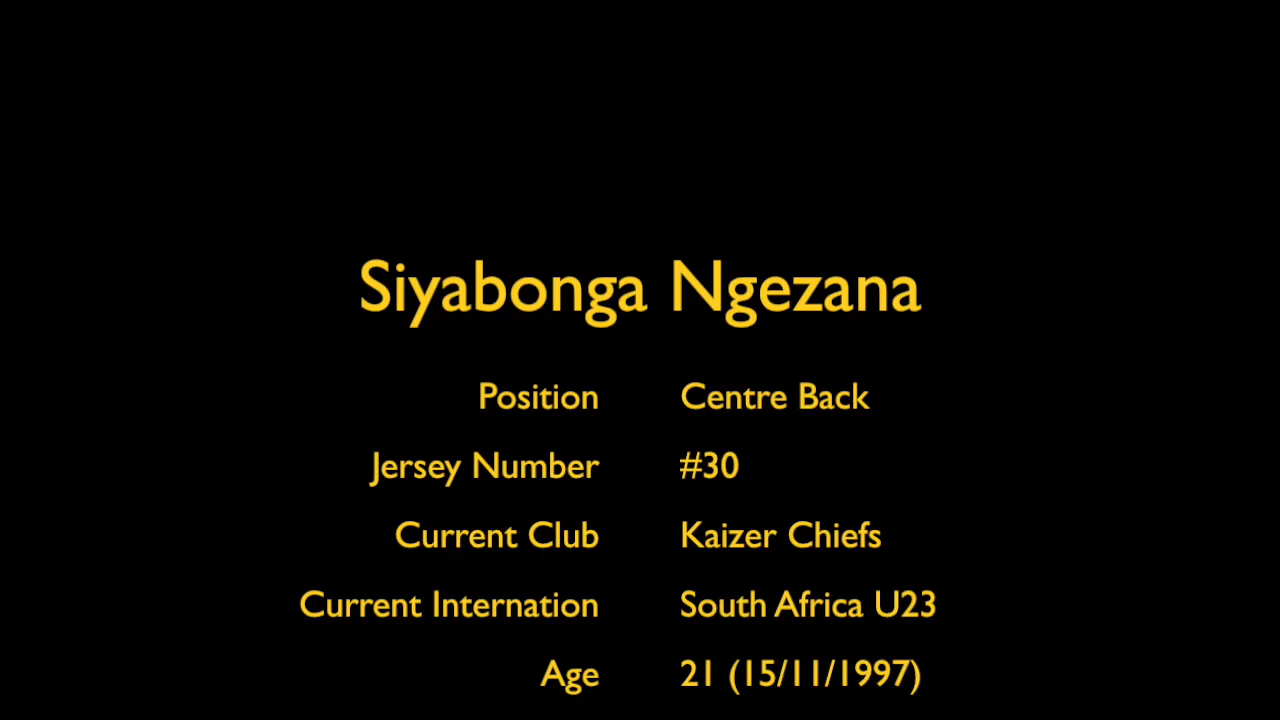 Siyabonga Ngezana
Position Centre Back
Jersey Number #30
Current Club Kaizer Chiefs
Current Internation South Africa U23
Age 21 (15/11/1997)